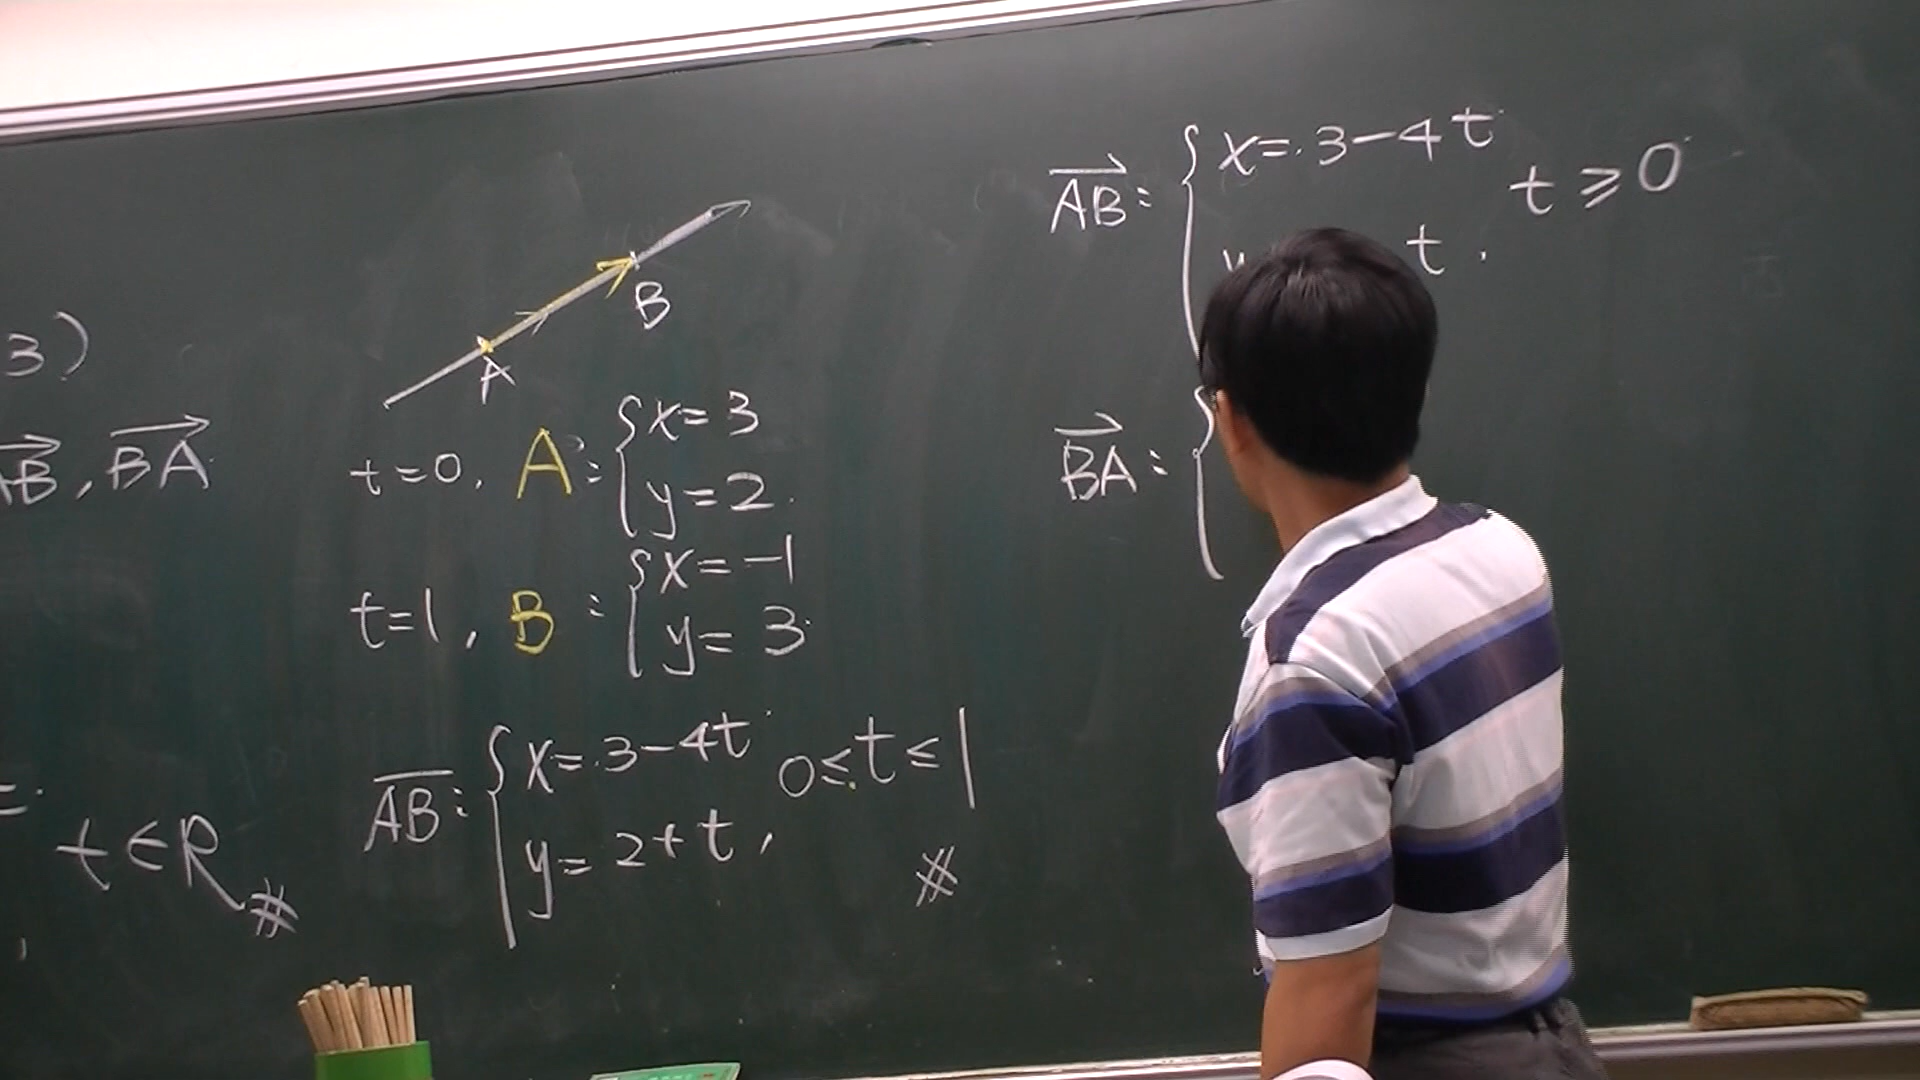 3)
AB, BA
=
t∈R
,
A
B
t=0, A: { x=3
y=2
t=1, B: { x=-1
y=3
AB: { x=3-4t
y=2+t, 0≤t≤1
AB: { x=3-4t
t, t≥0
BA: {